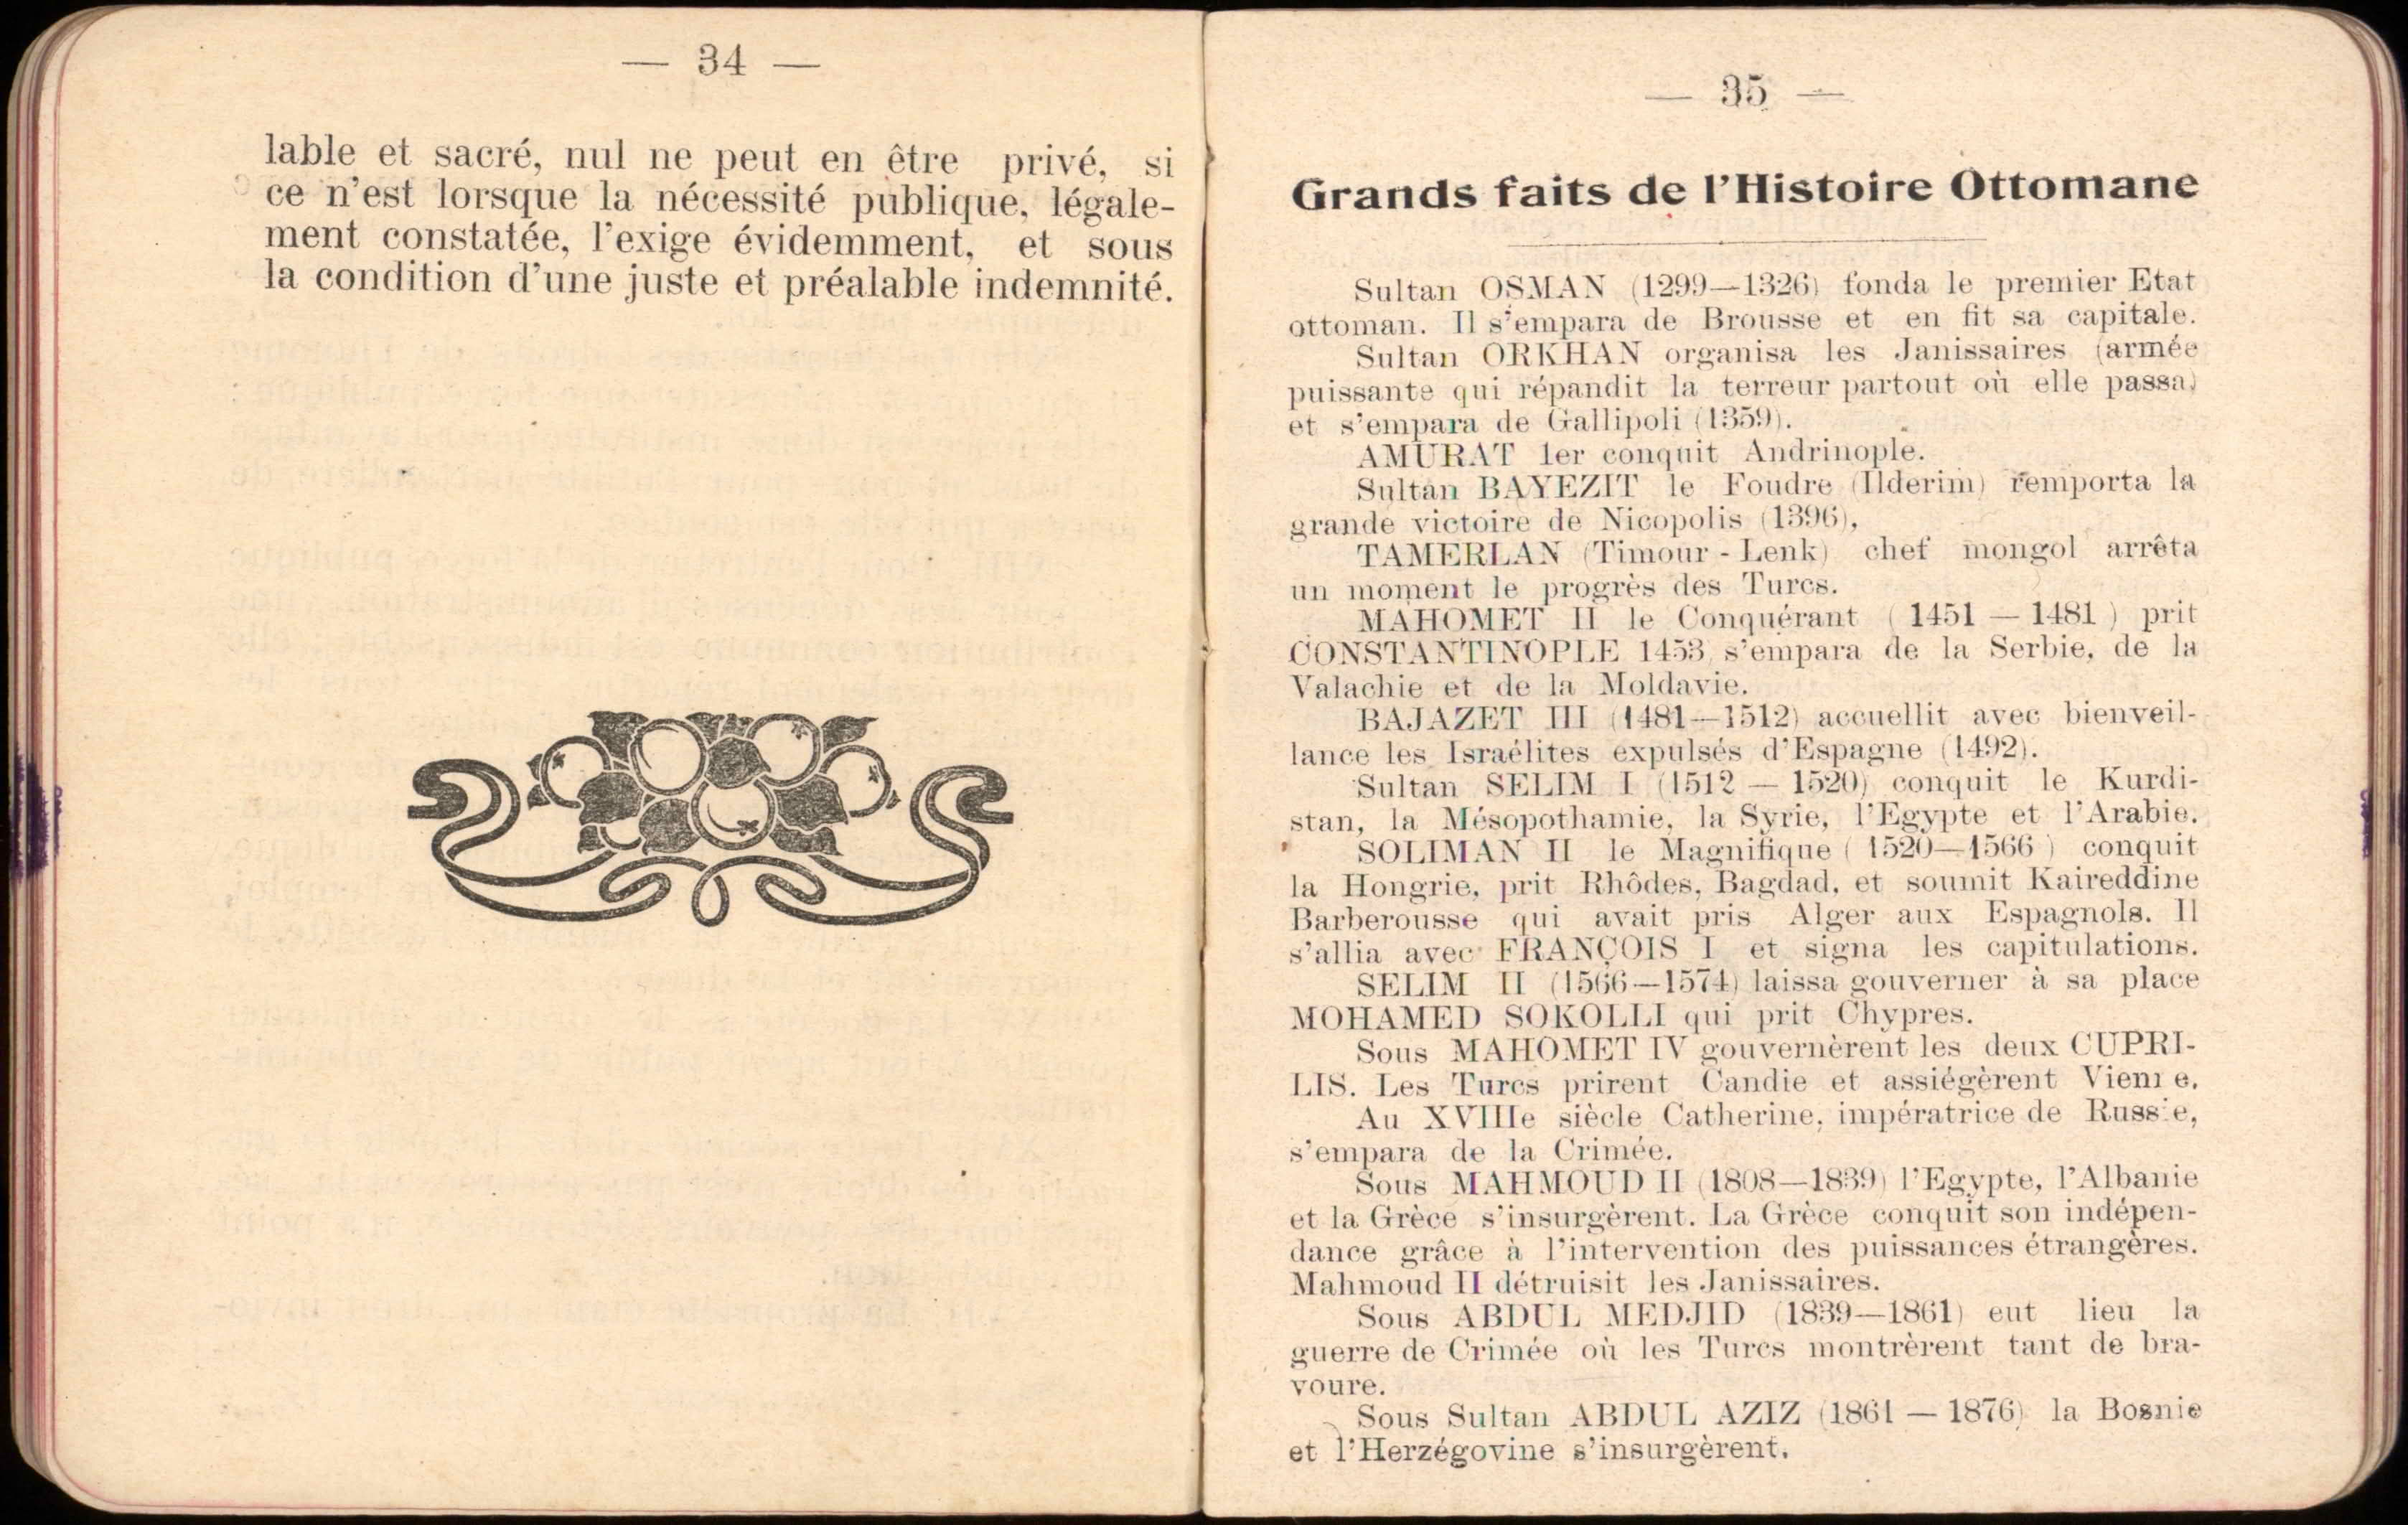 — 34 —
lable et sacré, nul ne peut en être privé, si
ce n'est lorsque la nécessité publique, légale-
ment constatée, l'exige évidemment, et sous
la condition d'une juste et préalable indemnité.
— 35 —
Grands faits de l'Histoire Ottomane
Sultan OSMAN (1299—1326) fonda le premier Etat
ottoman. Il s'empara de Brousse et en fit sa capitale.
Sultan ORKHAN organisa les Janissaires (armée
puissante qui répandit la terreur partout où elle passa)
et s'empara de Gallipoli (1359).
AMURAT 1er conquit Andrinople.
Sultan BAYEZIT le Foudre (Ilderim) remporta la
grande victoire de Nicopolis (1396),
TAMERLAN (Timour - Lenk) chef mongol arrêta
un moment le progrès des Turcs.
MAHOMET II le Conquérant ( 1451 — 1481 ) prit
CONSTANTINOPLE 1453, s'empara de la Serbie, de la
Valachie et de la Moldavie.
BAJAZET III (1481—1512) accuellit avec bienveil-
lance les Israélites expulsés d'Espagne (1492).
Sultan SELIM I (1512 — 1520) conquit le Kurdi-
stan, la Mésopothamie, la Syrie, l'Egypte et l'Arabie.
SOLIMAN II le Magnifique ( 1520—1566 ) conquit
la Hongrie, prit Rhôdes, Bagdad, et soumit Kaireddine
Barberousse qui avait pris Alger aux Espagnols. Il
s'allia avec FRANÇOIS I et signa les capitulations.
SELIM II (1566—1574) laissa gouverner à sa place
MOHAMED SOKOLLI qui prit Chypres.
Sous MAHOMET IV gouvernèrent les deux CUPRI-
LIS. Les Turcs prirent Candie et assiégèrent Vienne.
Au XVIIIe siècle Catherine, impératrice de Russie,
s'empara de la Crimée.
Sous MAHMOUD II (1808—1839) l'Egypte, l'Albanie
et la Grèce s'insurgèrent. La Grèce conquit son indépen-
dance grâce à l'intervention des puissances étrangères.
Mahmoud II détruisit les Janissaires.
Sous ABDUL MEDJID (1839—1861) eut lieu la
guerre de Crimée où les Turcs montrèrent tant de bra-
voure.
Sous Sultan ABDUL AZIZ (1861 — 1876) la Bosnie
et l'Herzégovine s'insurgèrent.